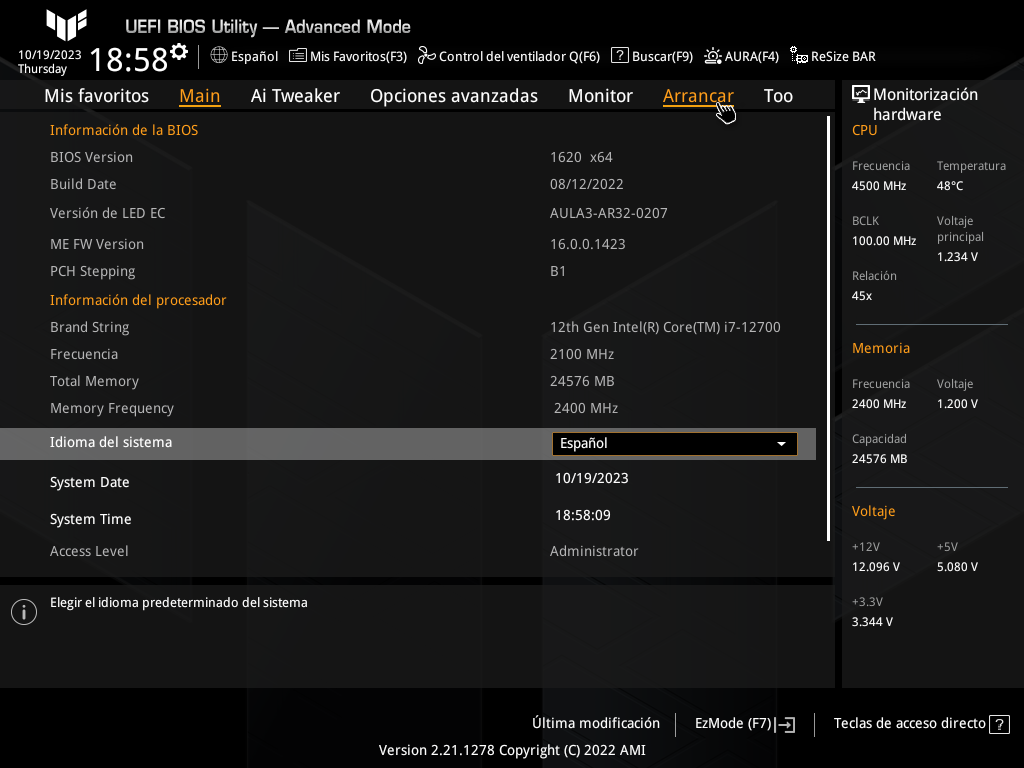 UEFI BIOS Utility — Advanced Mode
10/19/2023
Thursday
18:58
Español
Mis Favoritos(F3)
Control del ventilador Q(F6)
? Buscar(F9)
AURA(F4)
ReSize BAR
Mis favoritos
Main
Ai Tweaker
Opciones avanzadas
Monitor
Arrancar
Too
Información de la BIOS
BIOS Version 1620 x64
Build Date 08/12/2022
Versión de LED EC AULA3-AR32-0207
ME FW Version 16.0.0.1423
PCH Stepping B1
Información del procesador
Brand String 12th Gen Intel(R) Core(TM) i7-12700
Frecuencia 2100 MHz
Total Memory 24576 MB
Memory Frequency 2400 MHz
Idioma del sistema Español
System Date 10/19/2023
System Time 18:58:09
Access Level Administrator
i Elegir el idioma predeterminado del sistema
Monitorización
hardware
CPU
Frecuencia Temperatura
4500 MHz 48°C
BCLK Voltaje
principal
100.00 MHz
1.234 V
Relación
45x
Memoria
Frecuencia Voltaje
2400 MHz 1.200 V
Capacidad
24576 MB
Voltaje
+12V +5V
12.096 V 5.080 V
+3.3V
3.344 V
Última modificación
EzMode (F7)
Teclas de acceso directo ?
Version 2.21.1278 Copyright (C) 2022 AMI